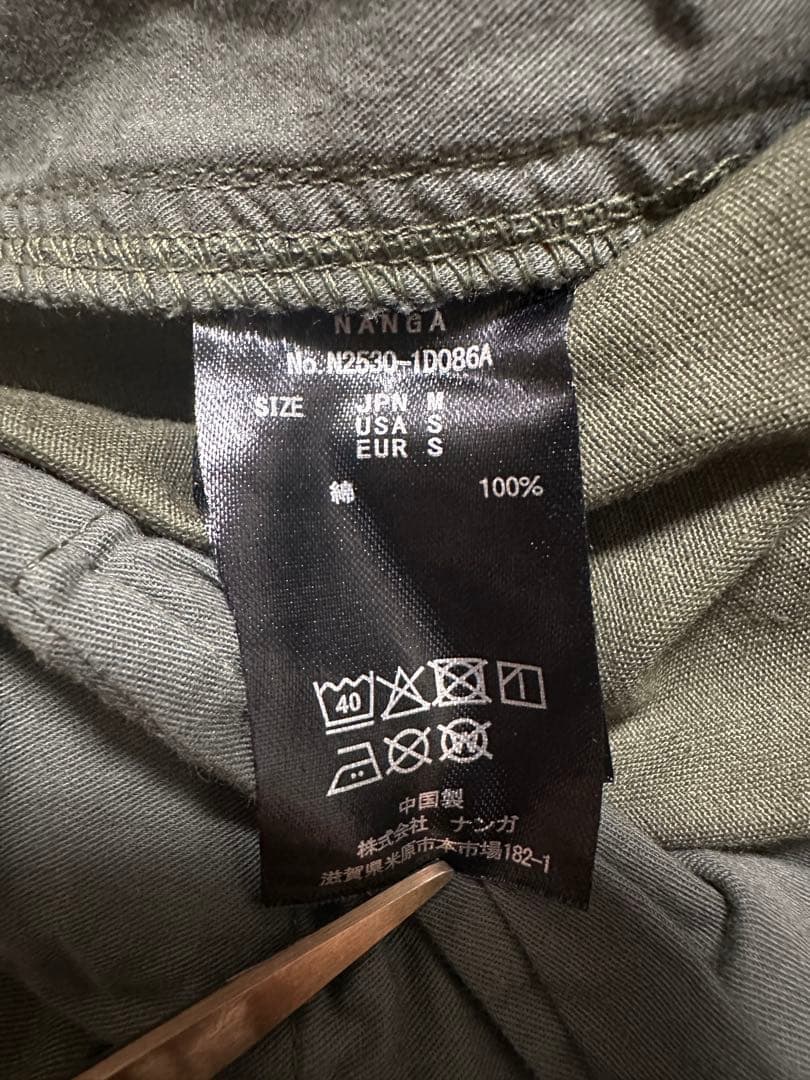 NANGA
No.N2530-1D086A
SIZE JPN M
USA S
EUR S
綿 100%
40
W
中国製
株式会社 ナンガ
滋賀県米原市本市場182-1